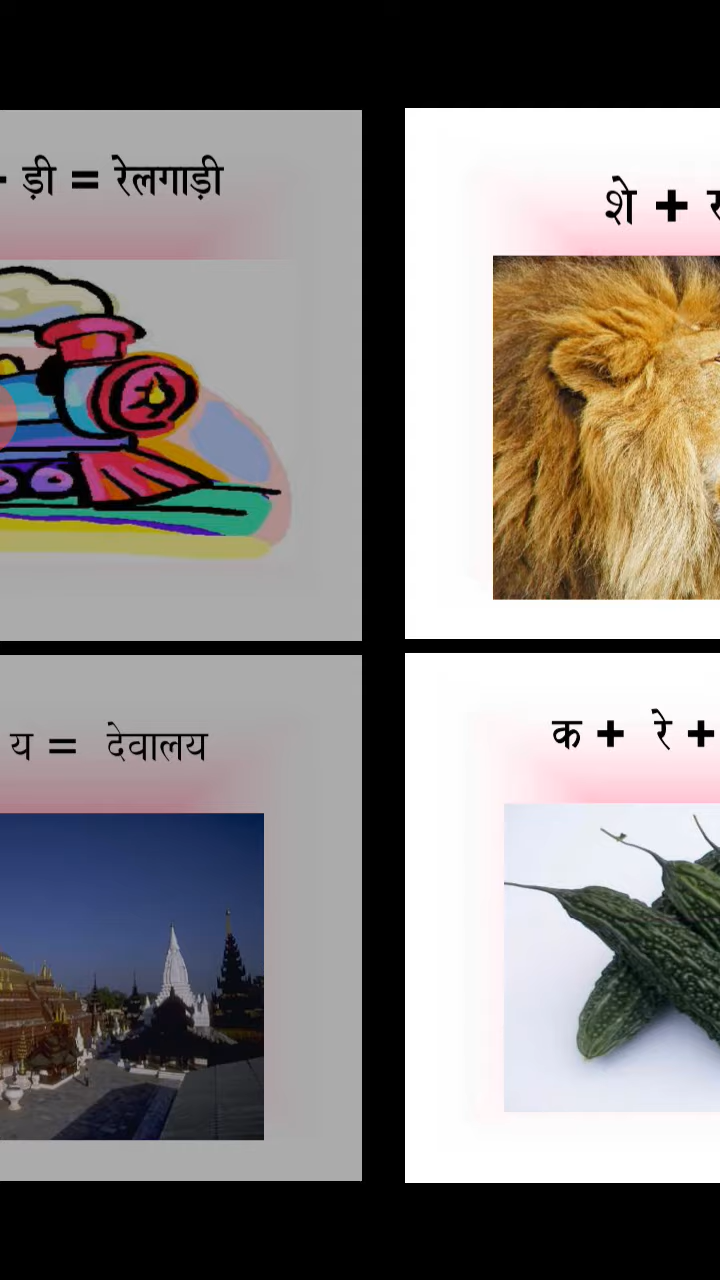 + ड़ी = रेलगाड़ी
शे + 
य = देवालय
क + रे +